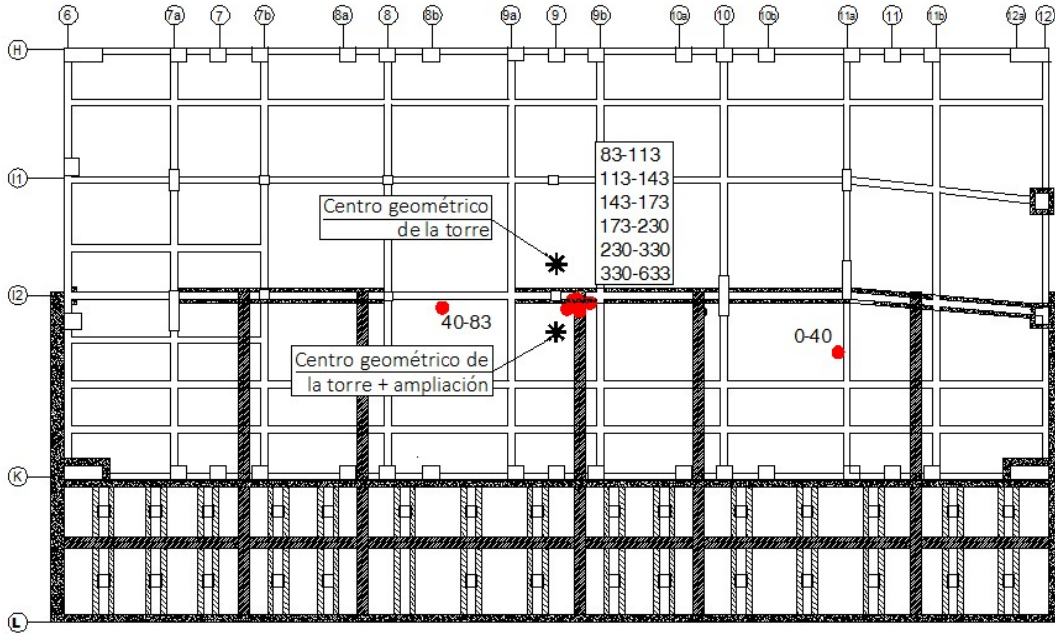 6 7a 7 7b 8a 8 8b 9a 9 9b 10a 10 10b 11a 11 11b 12a 12
H
I1
83-113
113-143
143-173
173-230
230-330
330-633
Centro geométrico
de la torre
I2
40-83
0-40
Centro geométrico de
la torre + ampliación
K
L